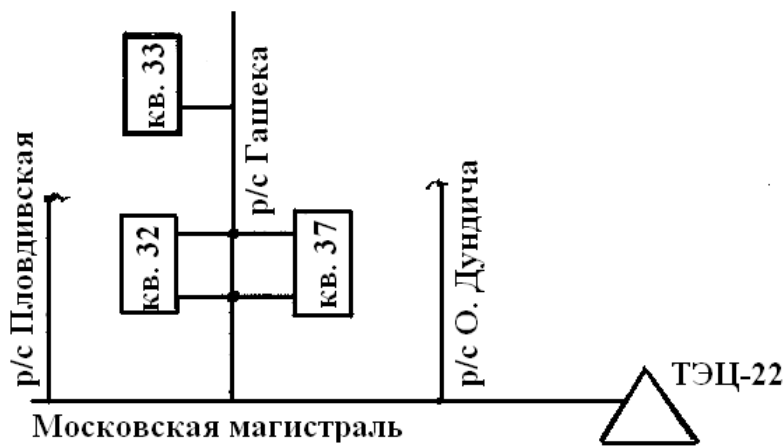 кв. 33
р/с Гашека
р/с Пловдивская
кв. 32
кв. 37
р/с О. Дундича
ТЭЦ-22
Московская магистраль